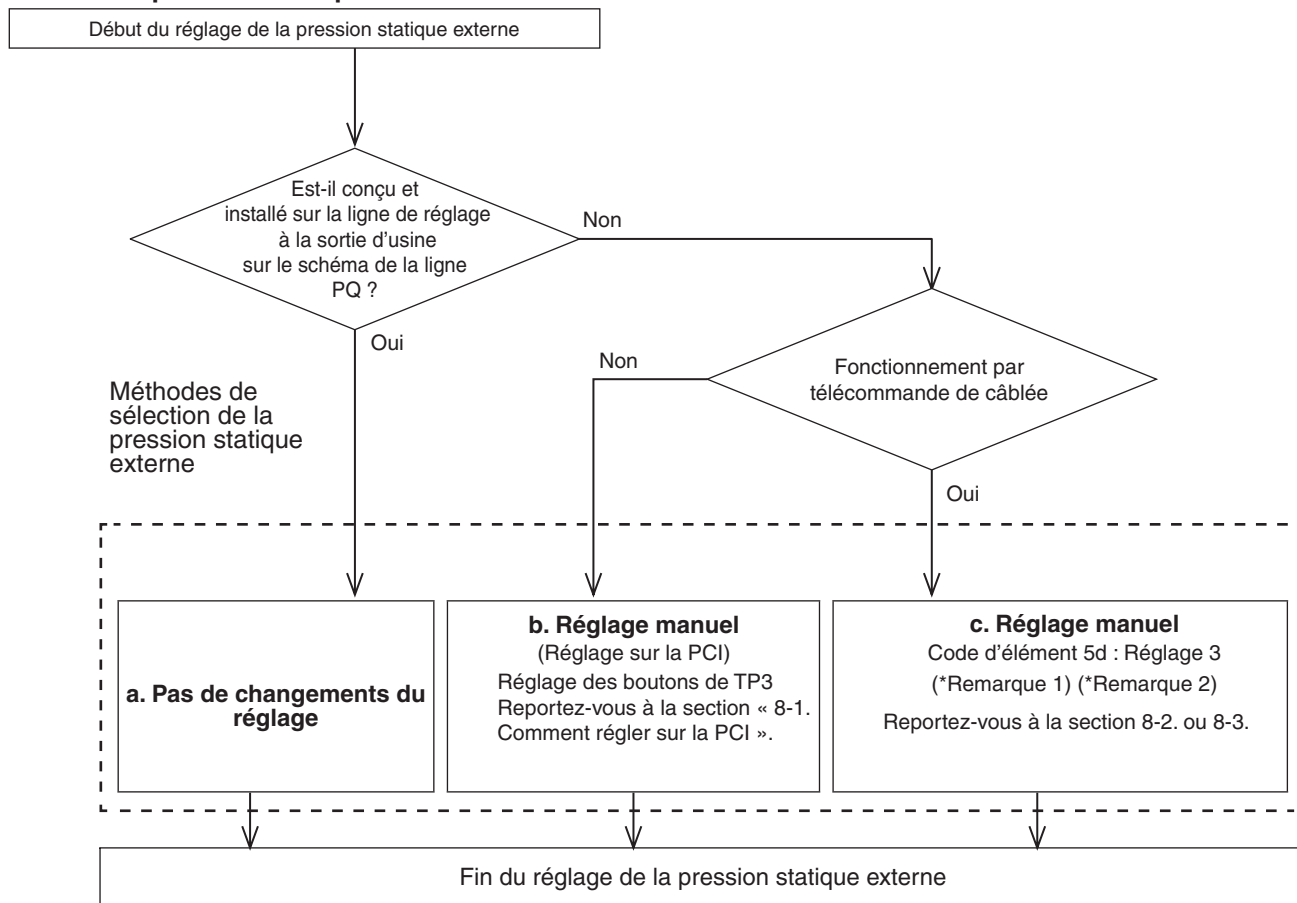 Début du réglage de la pression statique externe
Est-il conçu et
installé sur la ligne de réglage
à la sortie d'usine
sur le schéma de la ligne
PQ ?
Non
Oui
Non
Fonctionnement par
télécommande de câblée
Oui
Méthodes de
sélection de la
pression statique
externe
a. Pas de changements du
réglage
b. Réglage manuel
(Réglage sur la PCI)
Réglage des boutons de TP3
Reportez-vous à la section « 8-1.
Comment régler sur la PCI ».
c. Réglage manuel
Code d'élément 5d : Réglage 3
(*Remarque 1) (*Remarque 2)
Reportez-vous à la section 8-2. ou 8-3.
Fin du réglage de la pression statique externe